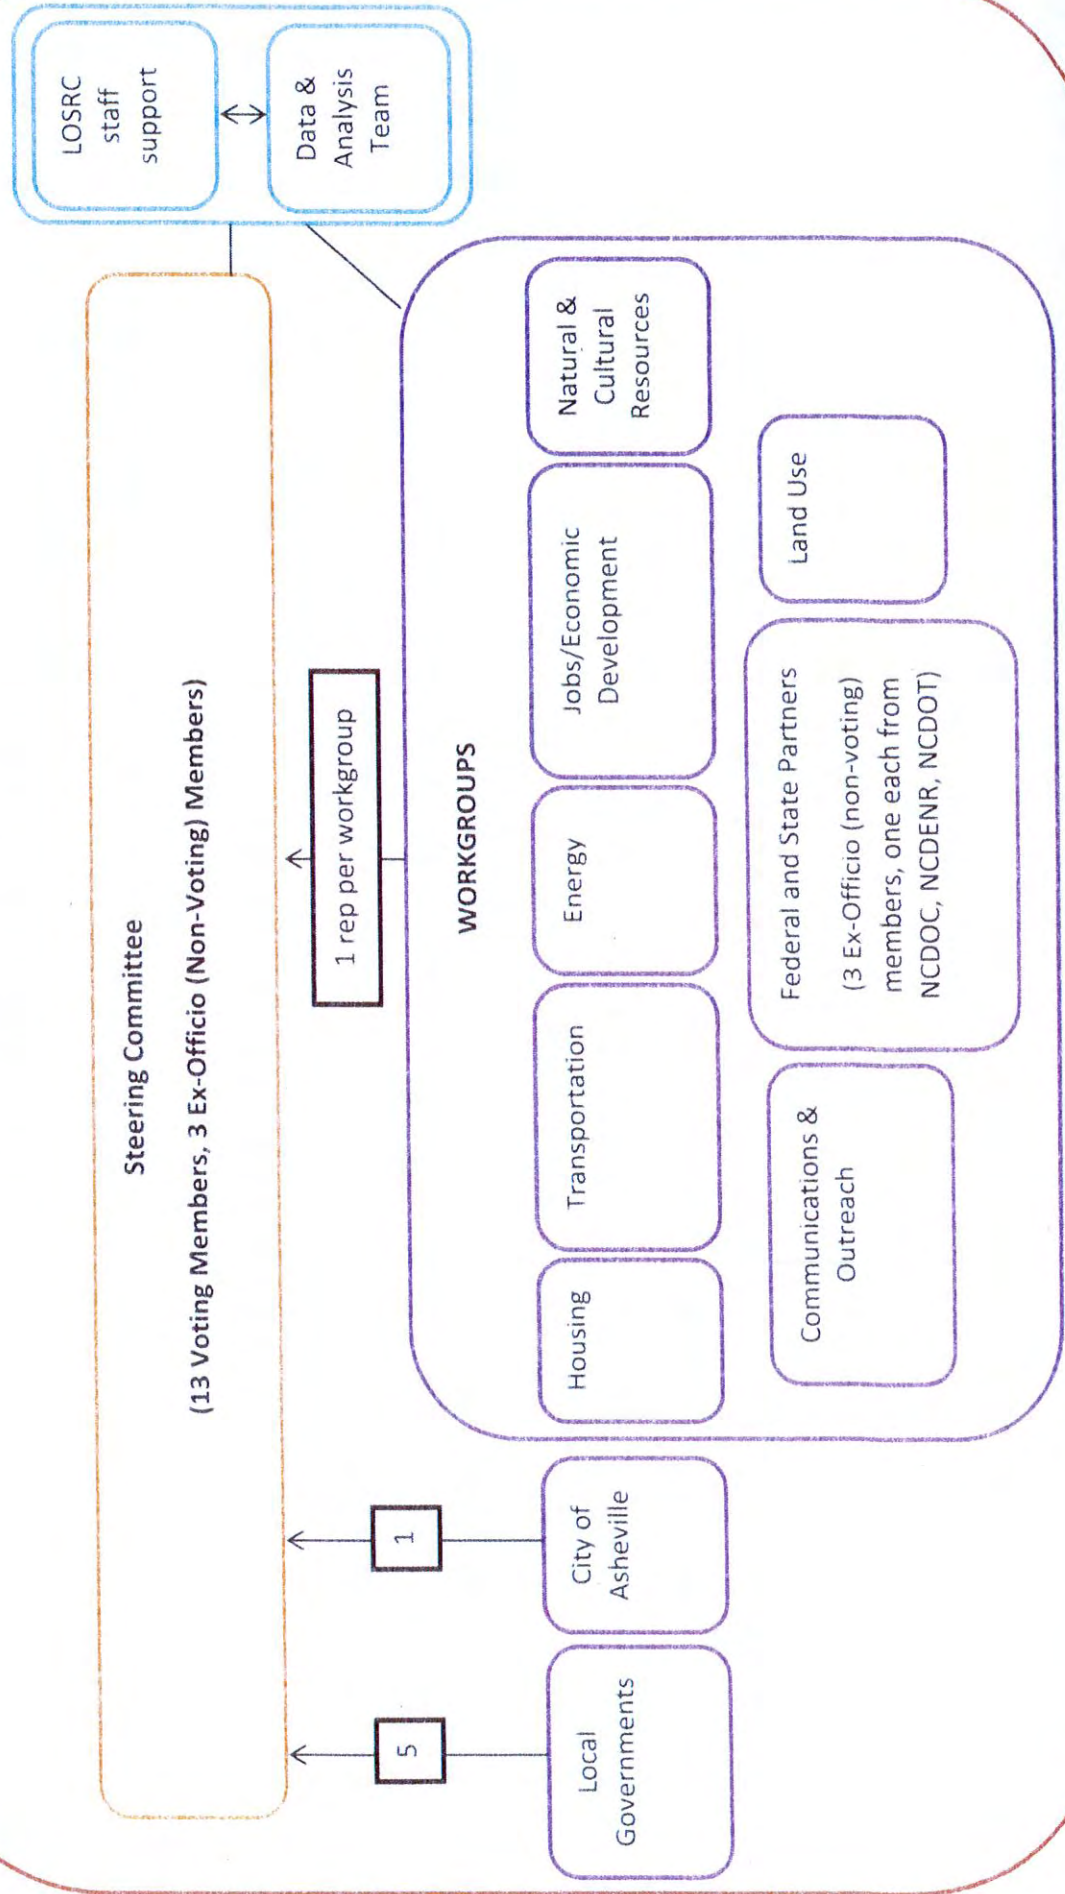 Steering Committee
(13 Voting Members, 3 Ex-Officio (Non-Voting) Members)
LOSRC
staff
support
Data &
Analysis
Team
5
1
1 rep per workgroup
Local
Governments
City of
Asheville
WORKGROUPS
Housing
Transportation
Energy
Jobs/Economic
Development
Natural &
Cultural
Resources
Communications &
Outreach
Federal and State Partners
(3 Ex-Officio (non-voting)
members, one each from
NCDOC, NCDENR, NCDOT)
Land Use